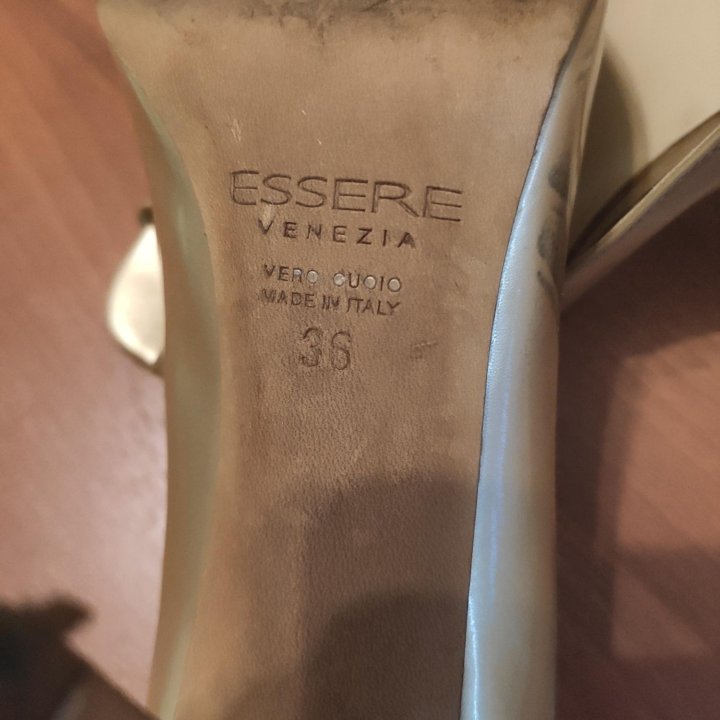 ESSERE
VENEZIA
VERO CUOIO
MADE IN ITALY
36